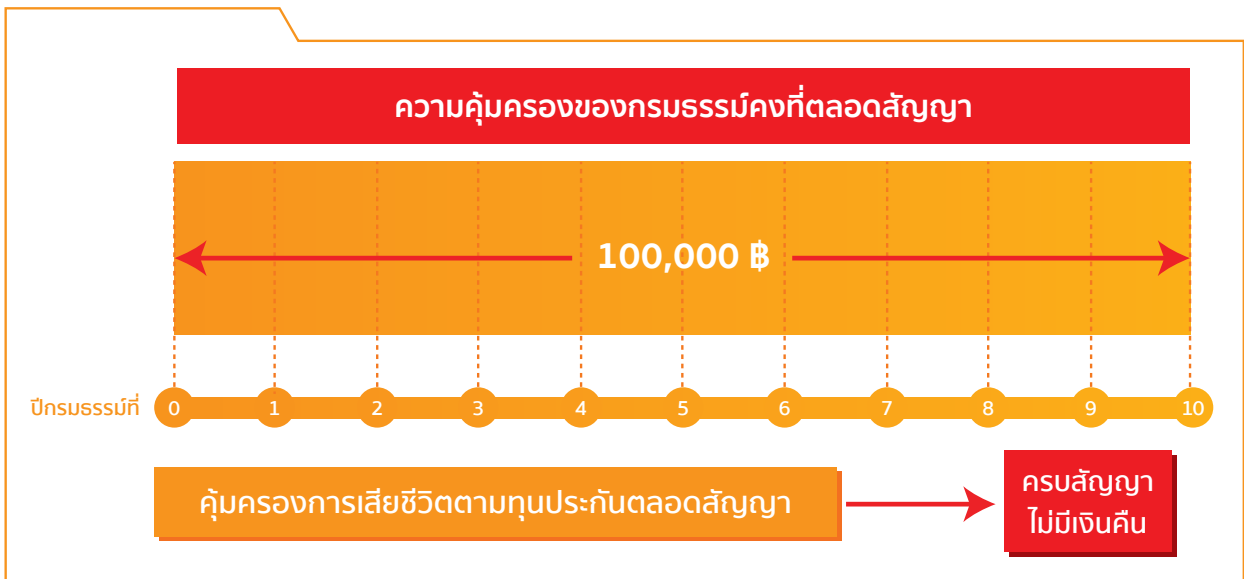 ความคุ้มครองของกรมธรรม์คงที่ตลอดสัญญา
100,000 ฿
ปีกรมธรรม์ที่ 0 1 2 3 4 5 6 7 8 9 10
คุ้มครองการเสียชีวิตตามทุนประกันตลอดสัญญา
ครบสัญญา
ไม่มีเงินคืน